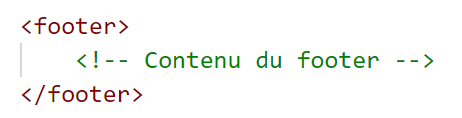 <footer>
<!-- Contenu du footer -->
</footer>